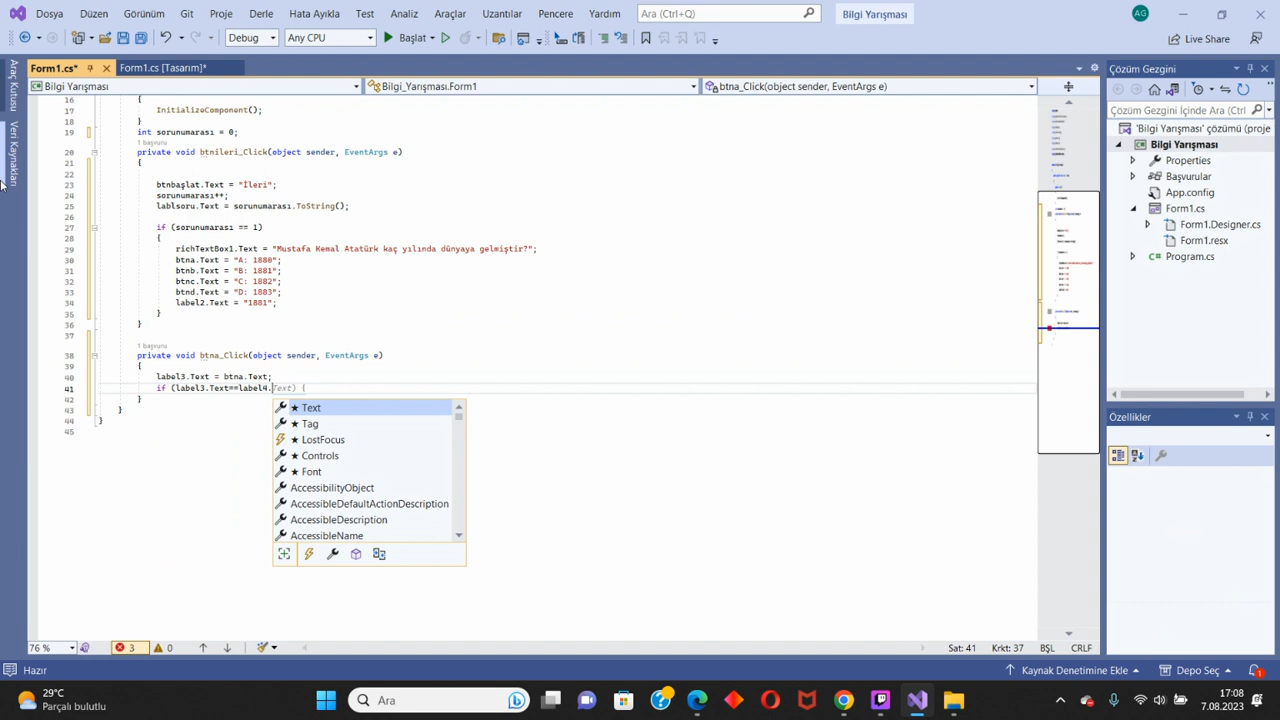 Dosya Düzen Görünüm Git Proje Derle Hata Ayıkla Test Analiz Araçlar Uzantılar Pencere Yardım Ara (Ctrl+Q) Bilgi Yarışması AG
Debug Any CPU Başlat Live Share
Form1.cs* Form1.cs [Tasarım]* Çözüm Gezgini
Bilgi Yarışması Bilgi_Yarışması.Form1 btna_Click(object sender, EventArgs e)
Araç Kutusu Veri Kaynakları
16 {
17 InitializeComponent();
18 }
19 int sorunumarası = 0;
1 başvuru
20 private void btnileri_Click(object sender, EventArgs e)
21 {
22
23 btnbaşlat.Text = "İleri";
24 sorunumarası++;
25 lablsoru.Text = sorunumarası.ToString();
26
27 if (sorunumarası == 1)
28 {
29 richTextBox1.Text = "Mustafa Kemal Atatürk kaç yılında dünyaya gelmiştir?";
30 btna.Text = "A: 1880";
31 btnb.Text = "B: 1881";
32 btnc.Text = "C: 1882";
33 btnd.Text = "D: 1883";
34 label2.Text = "1881";
35 }
36 }
37
1 başvuru
38 private void btna_Click(object sender, EventArgs e)
39 {
40 label3.Text = btna.Text;
41 if (label3.Text==label4.Text) {
42 }
43 }
44 }
45
Text
Tag
LostFocus
Controls
Font
AccessibilityObject
AccessibleDefaultActionDescription
AccessibleDescription
AccessibleName
Çözüm Gezgini İçinde Ara (Ctrl
'Bilgi Yarışması' çözümü (proje
Bilgi Yarışması
Properties
Başvurular
App.config
Form1.cs
Form1.Designer.cs
Form1.resx
Program.cs
Özellikler
76 % 3 0 Sat: 41 Krkt: 37 BŞL CRLF
Hazır Kaynak Denetimine Ekle Depo Seç 1
29°C
Parçalı bulutlu
Ara
17:08
7.08.2023